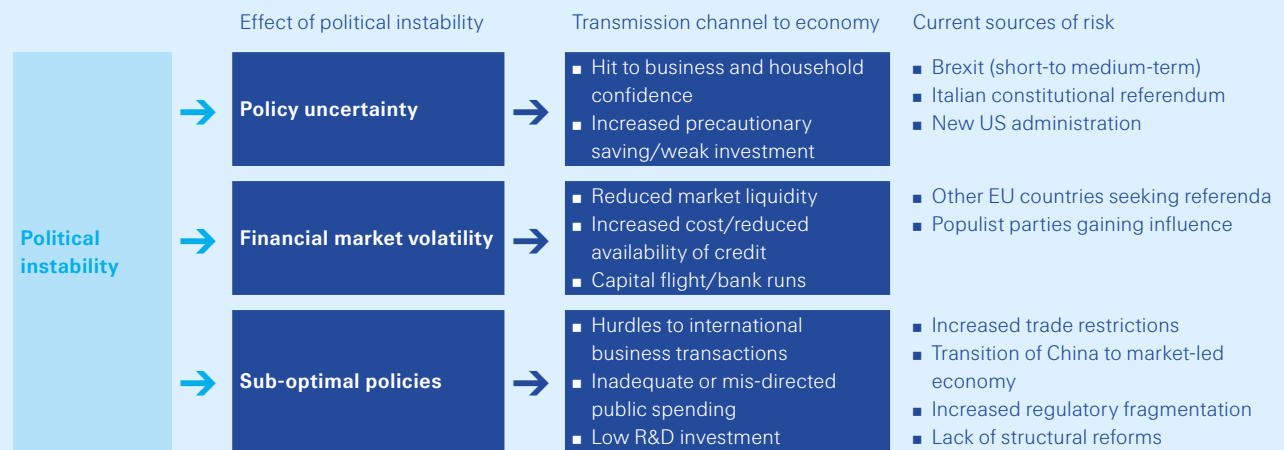 Effect of political instability
Transmission channel to economy
Current sources of risk
Political
instability
Policy uncertainty
■ Hit to business and household
confidence
■ Increased precautionary
saving/weak investment
■ Brexit (short-to medium-term)
■ Italian constitutional referendum
■ New US administration
Financial market volatility
■ Reduced market liquidity
■ Increased cost/reduced
availability of credit
■ Capital flight/bank runs
■ Other EU countries seeking referenda
■ Populist parties gaining influence
Sub-optimal policies
■ Hurdles to international
business transactions
■ Inadequate or mis-directed
public spending
■ Low R&D investment
■ Increased trade restrictions
■ Transition of China to market-led
economy
■ Increased regulatory fragmentation
■ Lack of structural reforms